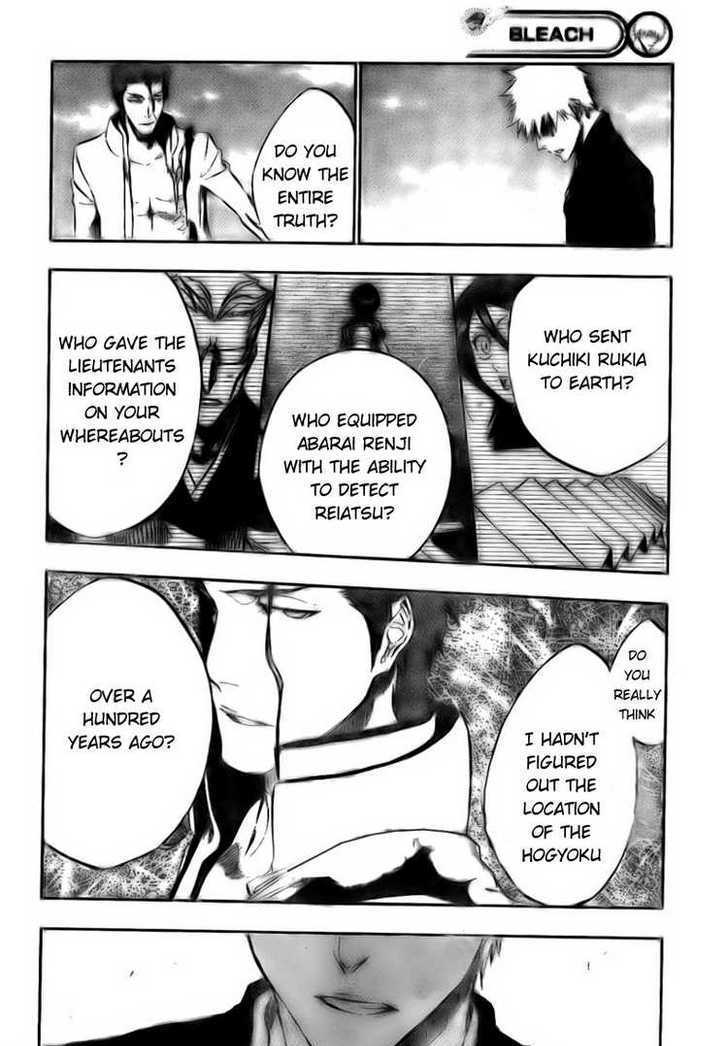 BLEACH
DO YOU
KNOW THE
ENTIRE
TRUTH?
WHO SENT
KUCHIKI RUKIA
TO EARTH?
WHO EQUIPPED
ABARAI RENJI
WITH THE ABILITY
TO DETECT
REIATSU?
WHO GAVE THE
LIEUTENANTS
INFORMATION
ON YOUR
WHEREABOUTS
?
DO
YOU
REALLY
THINK
I HADN'T
FIGURED
OUT THE
LOCATION
OF THE
HOGYOKU
OVER A
HUNDRED
YEARS AGO?